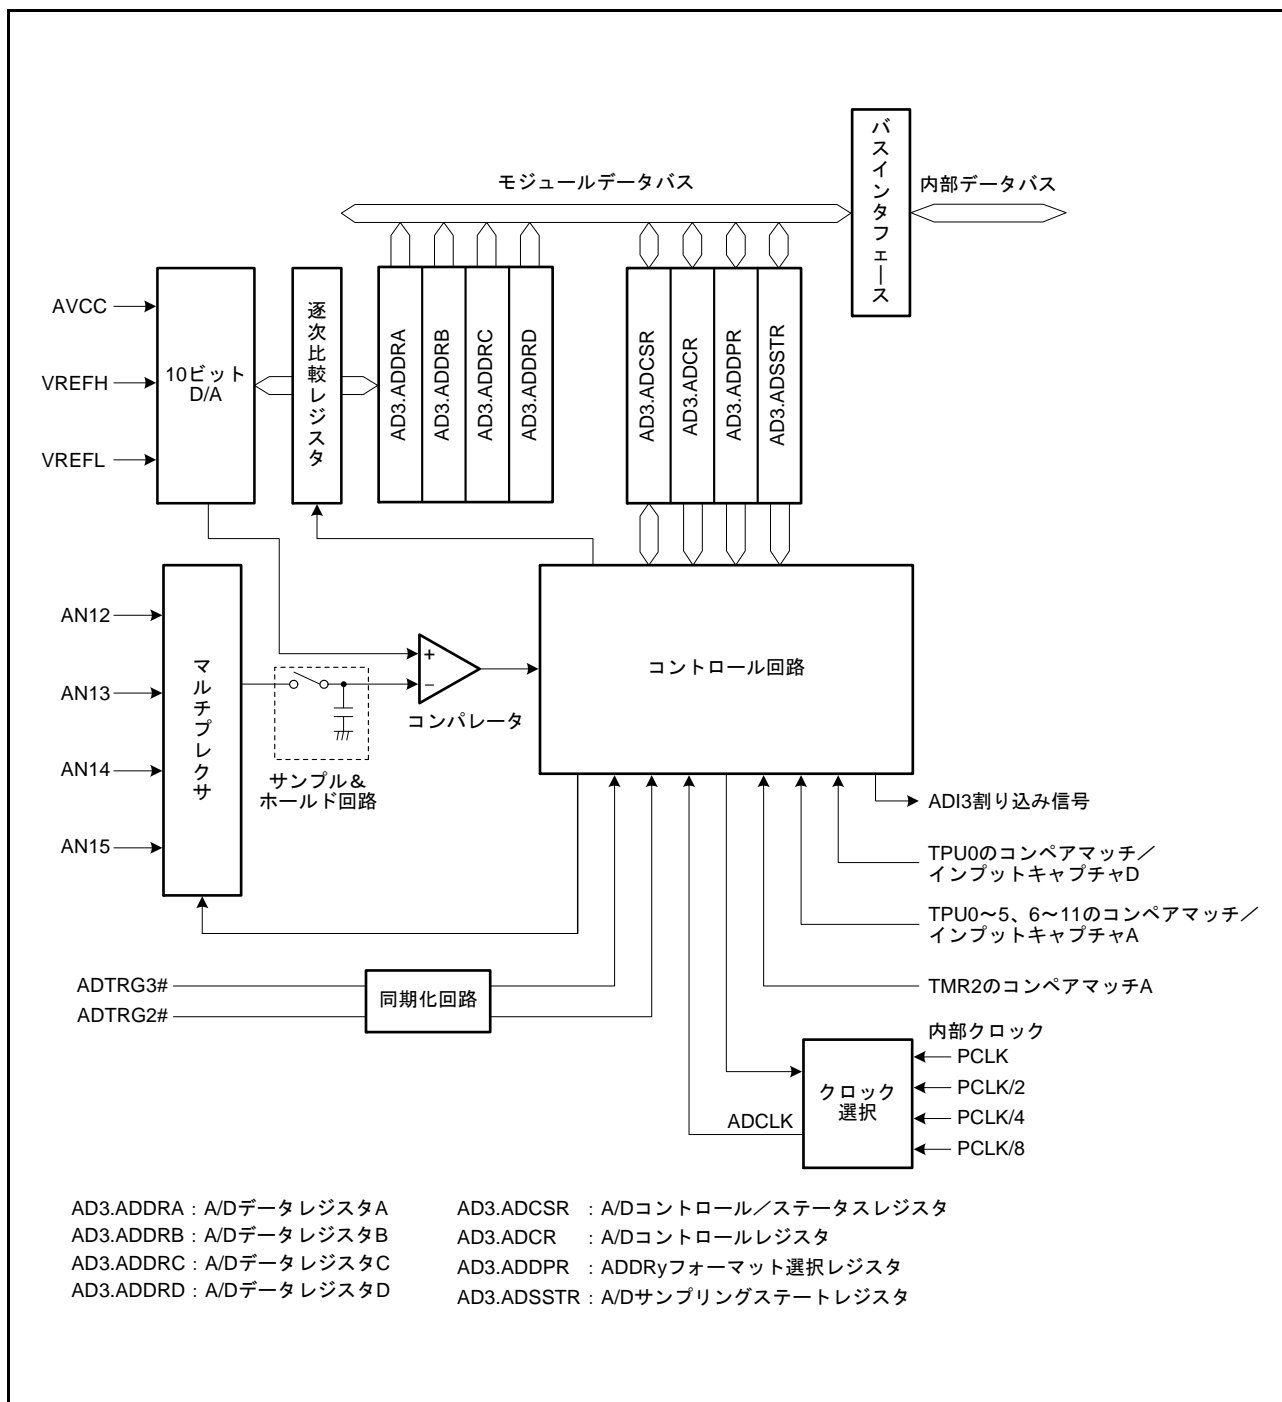 バスインタフェース
モジュールデータバス
内部データバス
AVCC
VREFH
VREFL
10ビット
D/A
逐次比較レジスタ
AD3.ADDRA
AD3.ADDRB
AD3.ADDRC
AD3.ADDRD
AD3.ADCSR
AD3.ADCR
AD3.ADDPR
AD3.ADSSTR
AN12
AN13
AN14
AN15
マルチプレクサ
サンプル&
ホールド回路
+
−
コンパレータ
コントロール回路
ADI3割り込み信号
TPU0のコンペアマッチ/
インプットキャプチャD
TPU0~5、6~11のコンペアマッチ/
インプットキャプチャA
TMR2のコンペアマッチA
ADTRG3#
ADTRG2#
同期化回路
内部クロック
PCLK
PCLK/2
PCLK/4
PCLK/8
クロック
選択
ADCLK
AD3.ADDRA:A/DデータレジスタA
AD3.ADDRB:A/DデータレジスタB
AD3.ADDRC:A/DデータレジスタC
AD3.ADDRD:A/DデータレジスタD
AD3.ADCSR :A/Dコントロール/ステータスレジスタ
AD3.ADCR :A/Dコントロールレジスタ
AD3.ADDPR :ADDRyフォーマット選択レジスタ
AD3.ADSSTR:A/Dサンプリングステートレジスタ